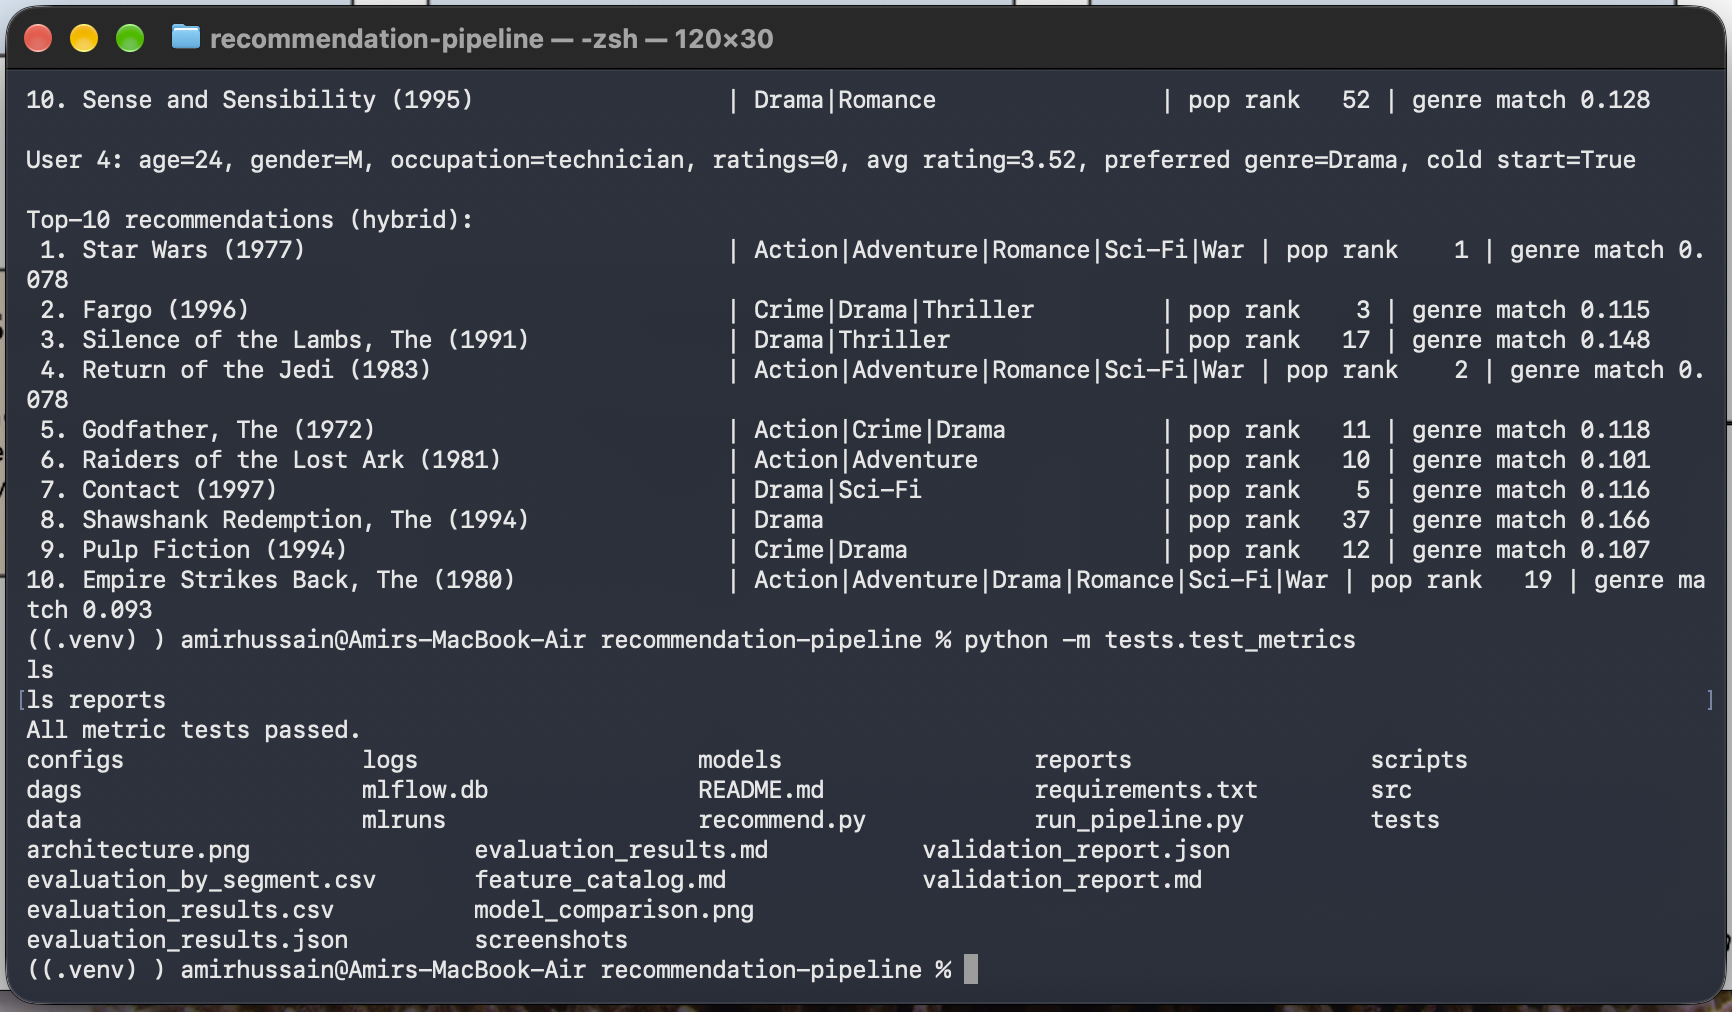 recommendation-pipeline — -zsh — 120×30
10. Sense and Sensibility (1995) | Drama|Romance | pop rank 52 | genre match 0.128
User 4: age=24, gender=M, occupation=technician, ratings=0, avg rating=3.52, preferred genre=Drama, cold start=True
Top-10 recommendations (hybrid):
1. Star Wars (1977) | Action|Adventure|Romance|Sci-Fi|War | pop rank 1 | genre match 0.
078
2. Fargo (1996) | Crime|Drama|Thriller | pop rank 3 | genre match 0.115
3. Silence of the Lambs, The (1991) | Drama|Thriller | pop rank 17 | genre match 0.148
4. Return of the Jedi (1983) | Action|Adventure|Romance|Sci-Fi|War | pop rank 2 | genre match 0.
078
5. Godfather, The (1972) | Action|Crime|Drama | pop rank 11 | genre match 0.118
6. Raiders of the Lost Ark (1981) | Action|Adventure | pop rank 10 | genre match 0.101
7. Contact (1997) | Drama|Sci-Fi | pop rank 5 | genre match 0.116
8. Shawshank Redemption, The (1994) | Drama | pop rank 37 | genre match 0.166
9. Pulp Fiction (1994) | Crime|Drama | pop rank 12 | genre match 0.107
10. Empire Strikes Back, The (1980) | Action|Adventure|Drama|Romance|Sci-Fi|War | pop rank 19 | genre ma
tch 0.093
((.venv) ) amirhussain@Amirs-MacBook-Air recommendation-pipeline % python -m tests.test_metrics
ls
[ls reports ]
All metric tests passed.
configs logs models reports scripts
dags mlflow.db README.md requirements.txt src
data mlruns recommend.py run_pipeline.py tests
architecture.png evaluation_results.md validation_report.json
evaluation_by_segment.csv feature_catalog.md validation_report.md
evaluation_results.csv model_comparison.png
evaluation_results.json screenshots
((.venv) ) amirhussain@Amirs-MacBook-Air recommendation-pipeline %